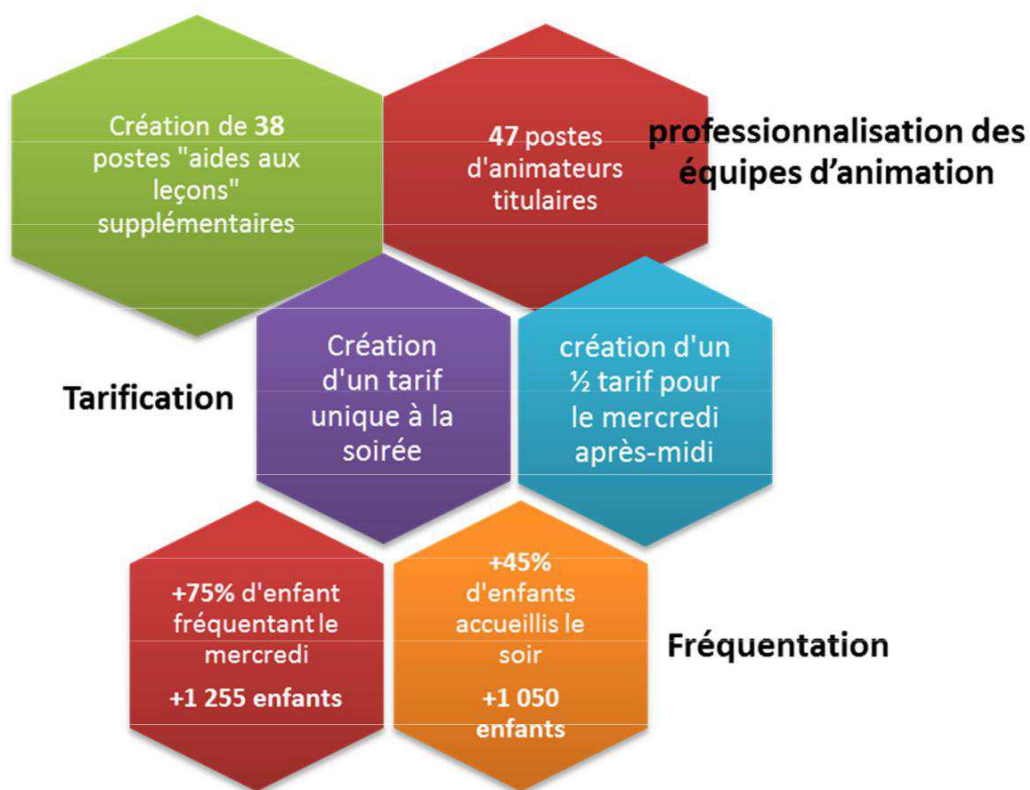 Création de 38
postes "aides aux
leçons"
supplémentaires
47 postes
d'animateurs
titulaires
professionnalisation des
équipes d’animation
Tarification
Création
d'un tarif
unique à la
soirée
création d'un
½ tarif pour
le mercredi
après-midi
+75% d'enfant
fréquentant le
mercredi
+1 255 enfants
+45%
d'enfants
accueillis le
soir
+1 050
enfants
Fréquentation